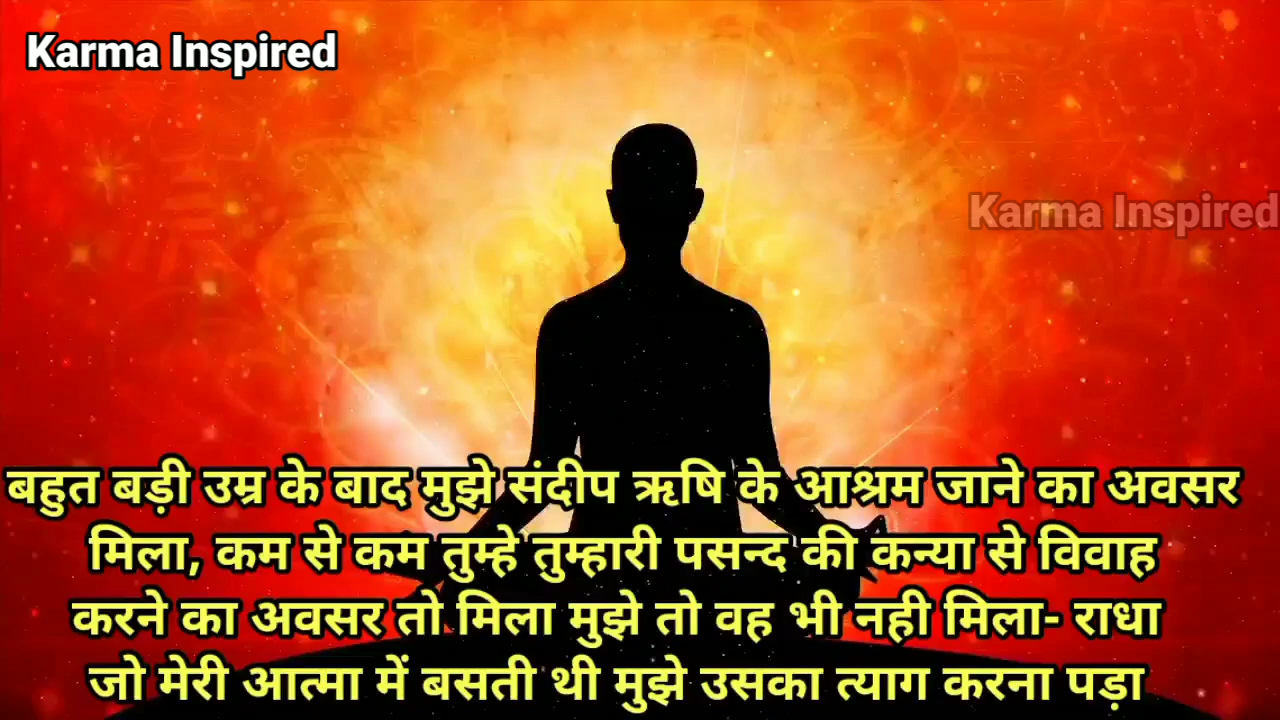 Karma Inspired
Karma Inspired
बहुत बड़ी उम्र के बाद मुझे संदीप ऋषि के आश्रम जाने का अवसर
मिला, कम से कम तुम्हे तुम्हारी पसन्द की कन्या से विवाह
करने का अवसर तो मिला मुझे तो वह भी नही मिला- राधा
जो मेरी आत्मा में बसती थी मुझे उसका त्याग करना पड़ा